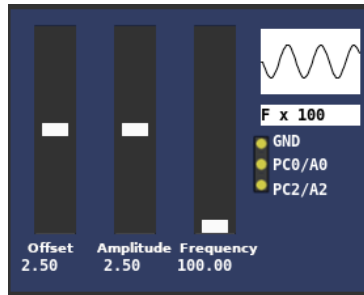 F x 100
GND
PC0/A0
PC2/A2
Offset Amplitude Frequency
2.50 2.50 100.00